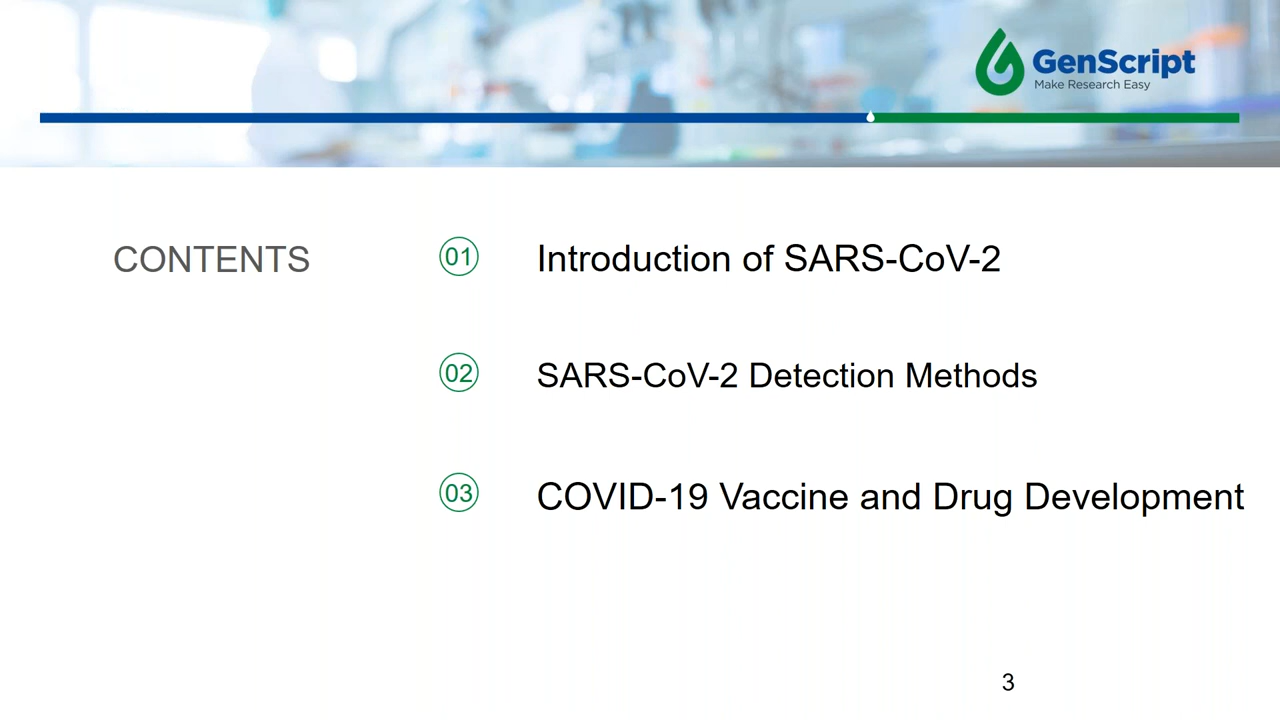 GenScript
Make Research Easy
CONTENTS
01 Introduction of SARS-CoV-2
02 SARS-CoV-2 Detection Methods
03 COVID-19 Vaccine and Drug Development
3